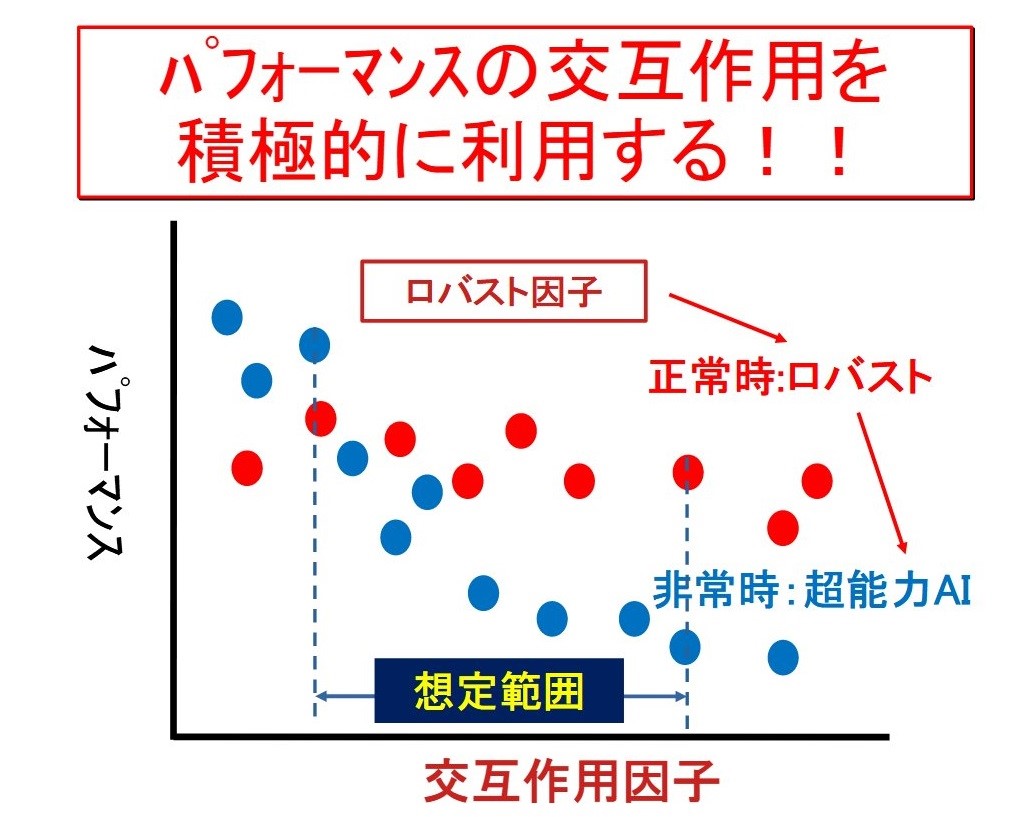 ﾊﾟﾌｫｰﾏﾝｽの交互作用を
積極的に利用する！！
ロバスト因子
正常時:ロバスト
ﾊﾟﾌｫｰﾏﾝｽ
非常時：超能力AI
想定範囲
交互作用因子